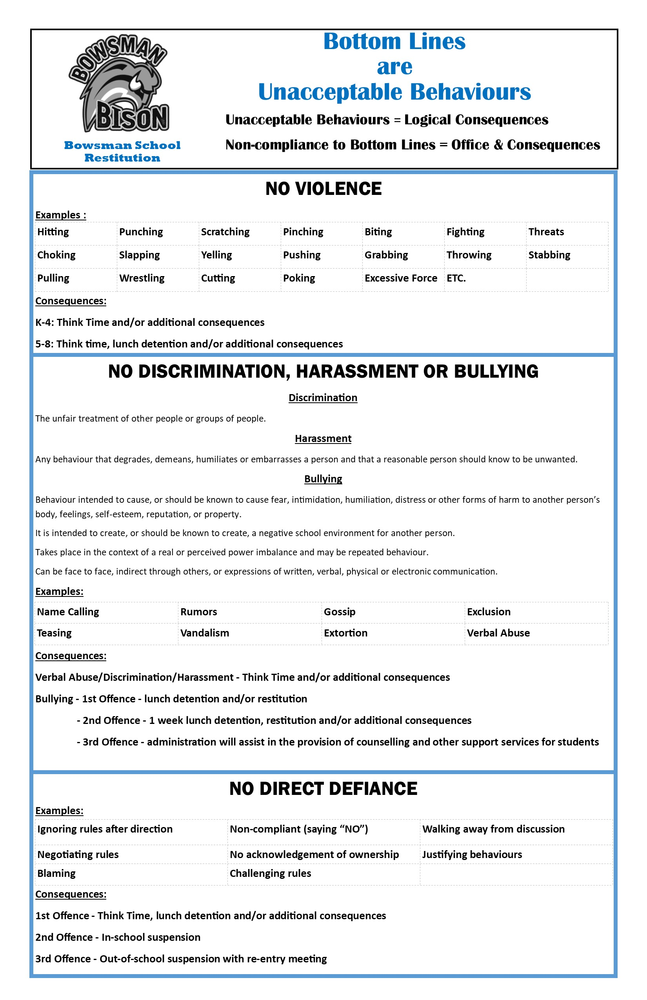 BOWSMAN
BISON
Bowsman School
Restitution
Bottom Lines
are
Unacceptable Behaviours
Unacceptable Behaviours = Logical Consequences
Non-compliance to Bottom Lines = Office & Consequences
NO VIOLENCE
Examples :
Hitting Punching Scratching Pinching Biting Fighting Threats
Choking Slapping Yelling Pushing Grabbing Throwing Stabbing
Pulling Wrestling Cutting Poking Excessive Force ETC.
Consequences:
K-4: Think Time and/or additional consequences
5-8: Think time, lunch detention and/or additional consequences
NO DISCRIMINATION, HARASSMENT OR BULLYING
Discrimination
The unfair treatment of other people or groups of people.
Harassment
Any behaviour that degrades, demeans, humiliates or embarrasses a person and that a reasonable person should know to be unwanted.
Bullying
Behaviour intended to cause, or should be known to cause fear, intimidation, humiliation, distress or other forms of harm to another person’s
body, feelings, self-esteem, reputation, or property.
It is intended to create, or should be known to create, a negative school environment for another person.
Takes place in the context of a real or perceived power imbalance and may be repeated behaviour.
Can be face to face, indirect through others, or expressions of written, verbal, physical or electronic communication.
Examples:
Name Calling Rumors Gossip Exclusion
Teasing Vandalism Extortion Verbal Abuse
Consequences:
Verbal Abuse/Discrimination/Harassment - Think Time and/or additional consequences
Bullying - 1st Offence - lunch detention and/or restitution
- 2nd Offence - 1 week lunch detention, restitution and/or additional consequences
- 3rd Offence - administration will assist in the provision of counselling and other support services for students
NO DIRECT DEFIANCE
Examples:
Ignoring rules after direction Non-compliant (saying “NO”) Walking away from discussion
Negotiating rules No acknowledgement of ownership Justifying behaviours
Blaming Challenging rules
Consequences:
1st Offence - Think Time, lunch detention and/or additional consequences
2nd Offence - In-school suspension
3rd Offence - Out-of-school suspension with re-entry meeting